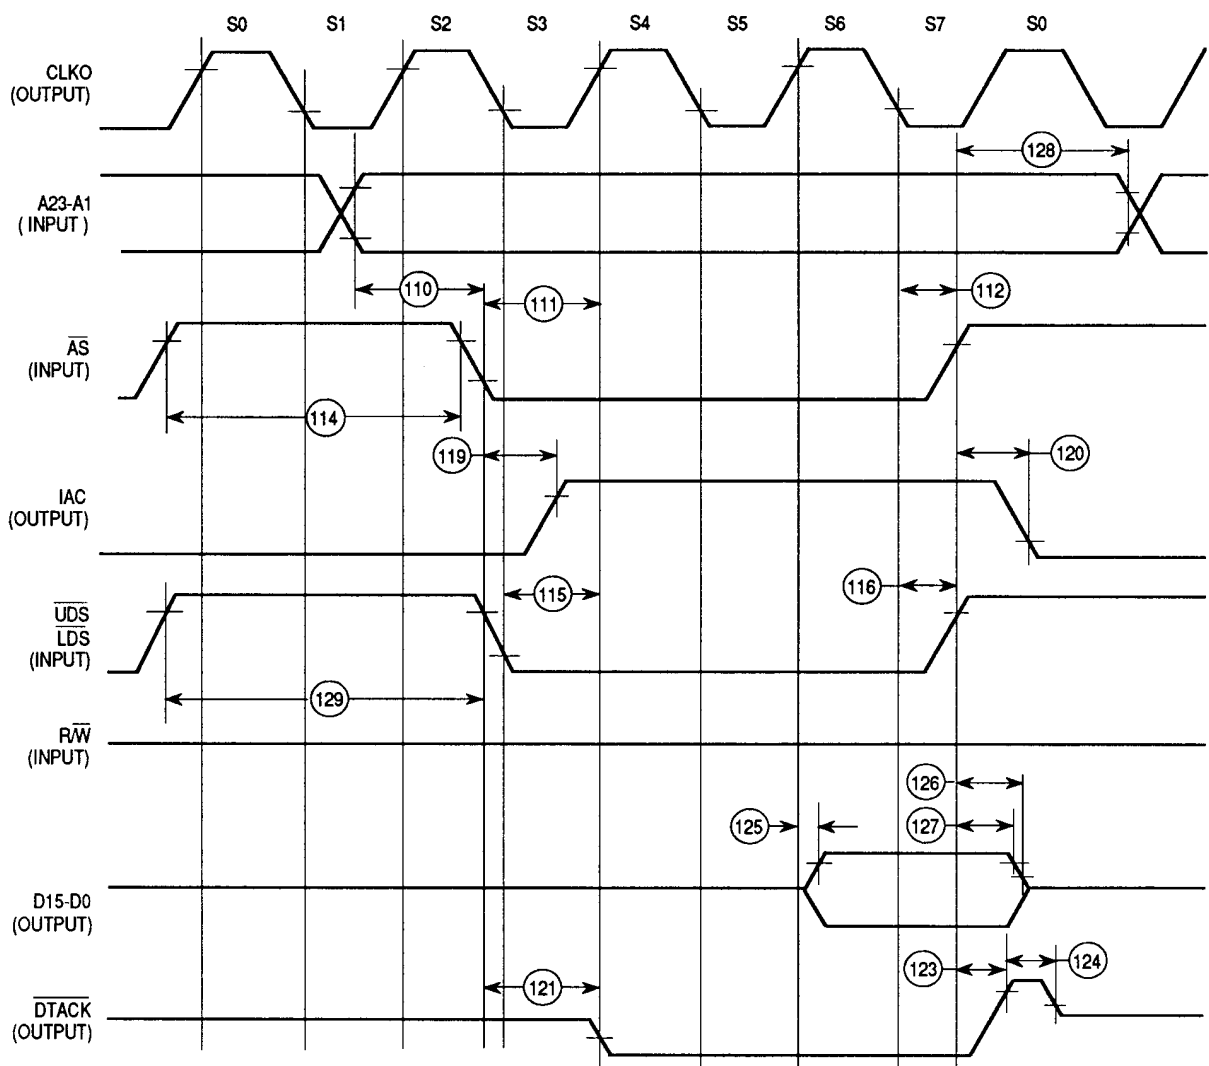 S0 S1 S2 S3 S4 S5 S6 S7 S0
CLKO
(OUTPUT)
128
A23-A1
( INPUT )
110 111 112
AS
(INPUT)
114
119 120
IAC
(OUTPUT)
115 116
UDS
LDS
(INPUT)
129
R/W
(INPUT)
126
125 127
D15-D0
(OUTPUT)
123 124
121
DTACK
(OUTPUT)